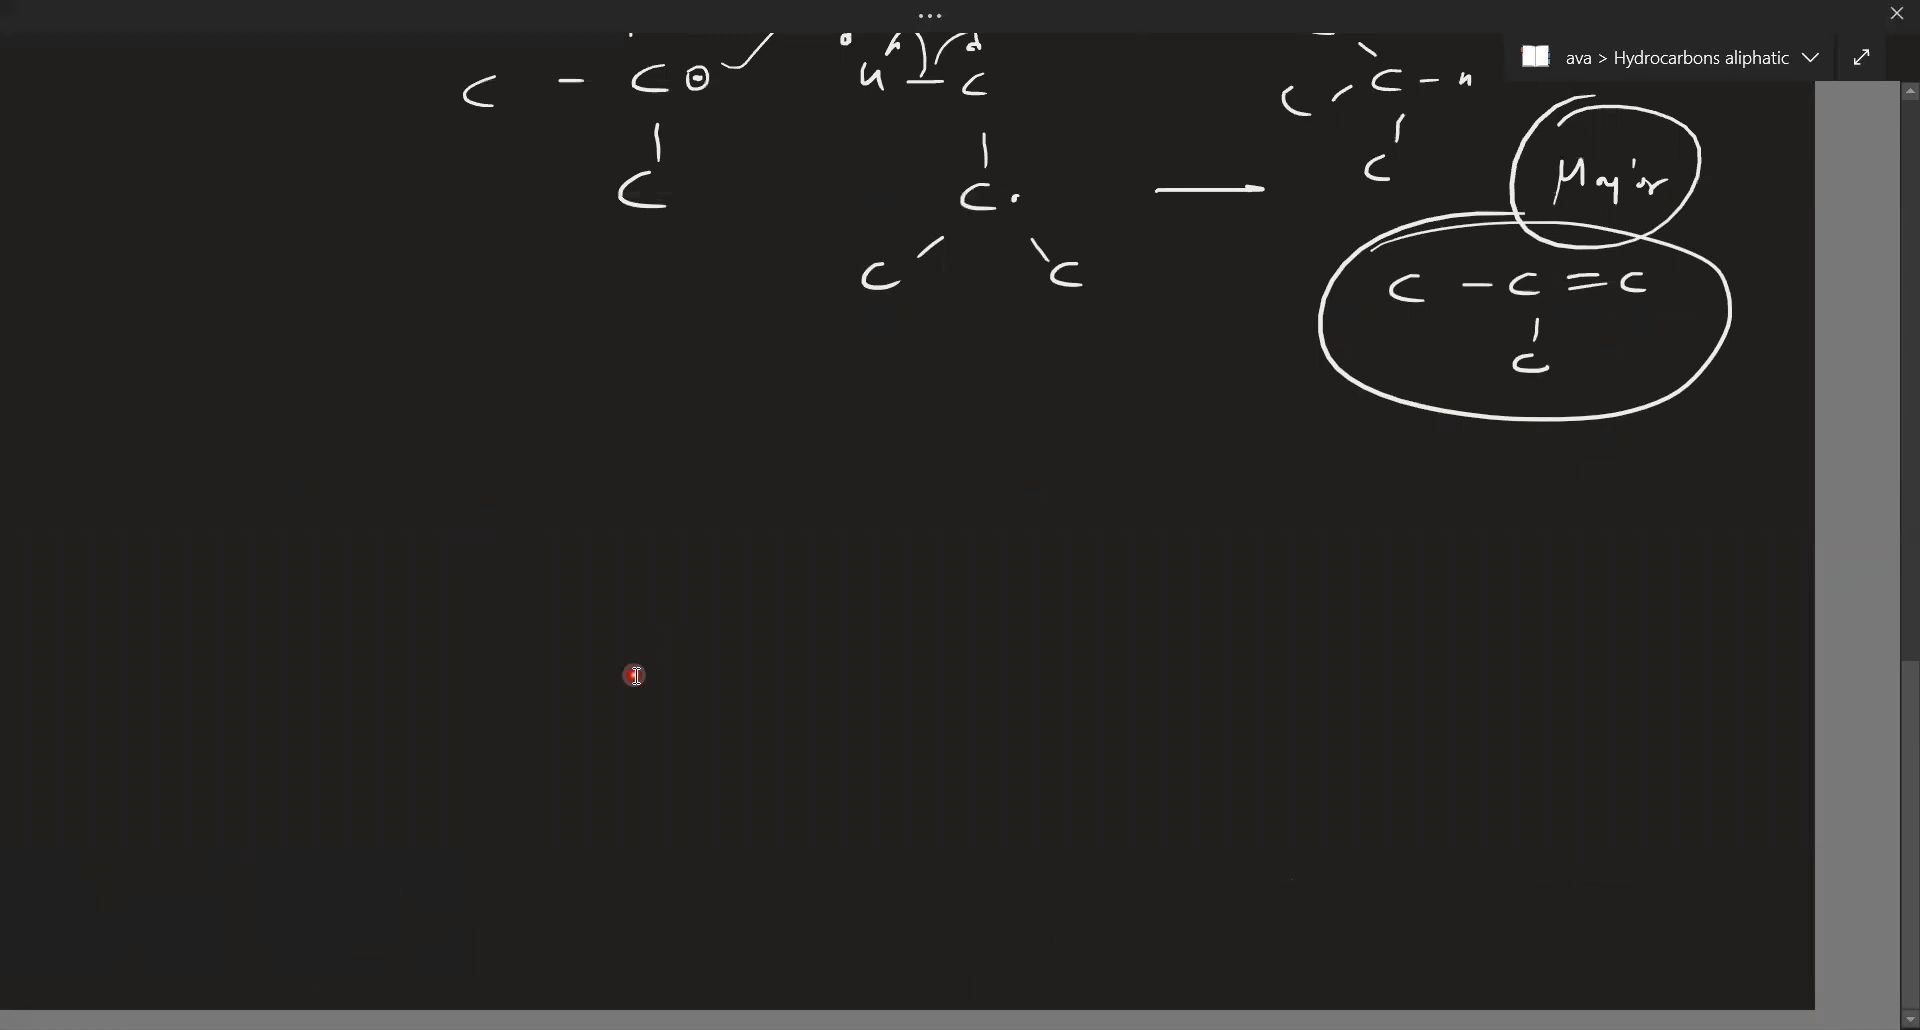 ava > Hydrocarbons aliphatic
C - C⊙ H - C C - H
C
C C. C
Major
C C C - C = C
C